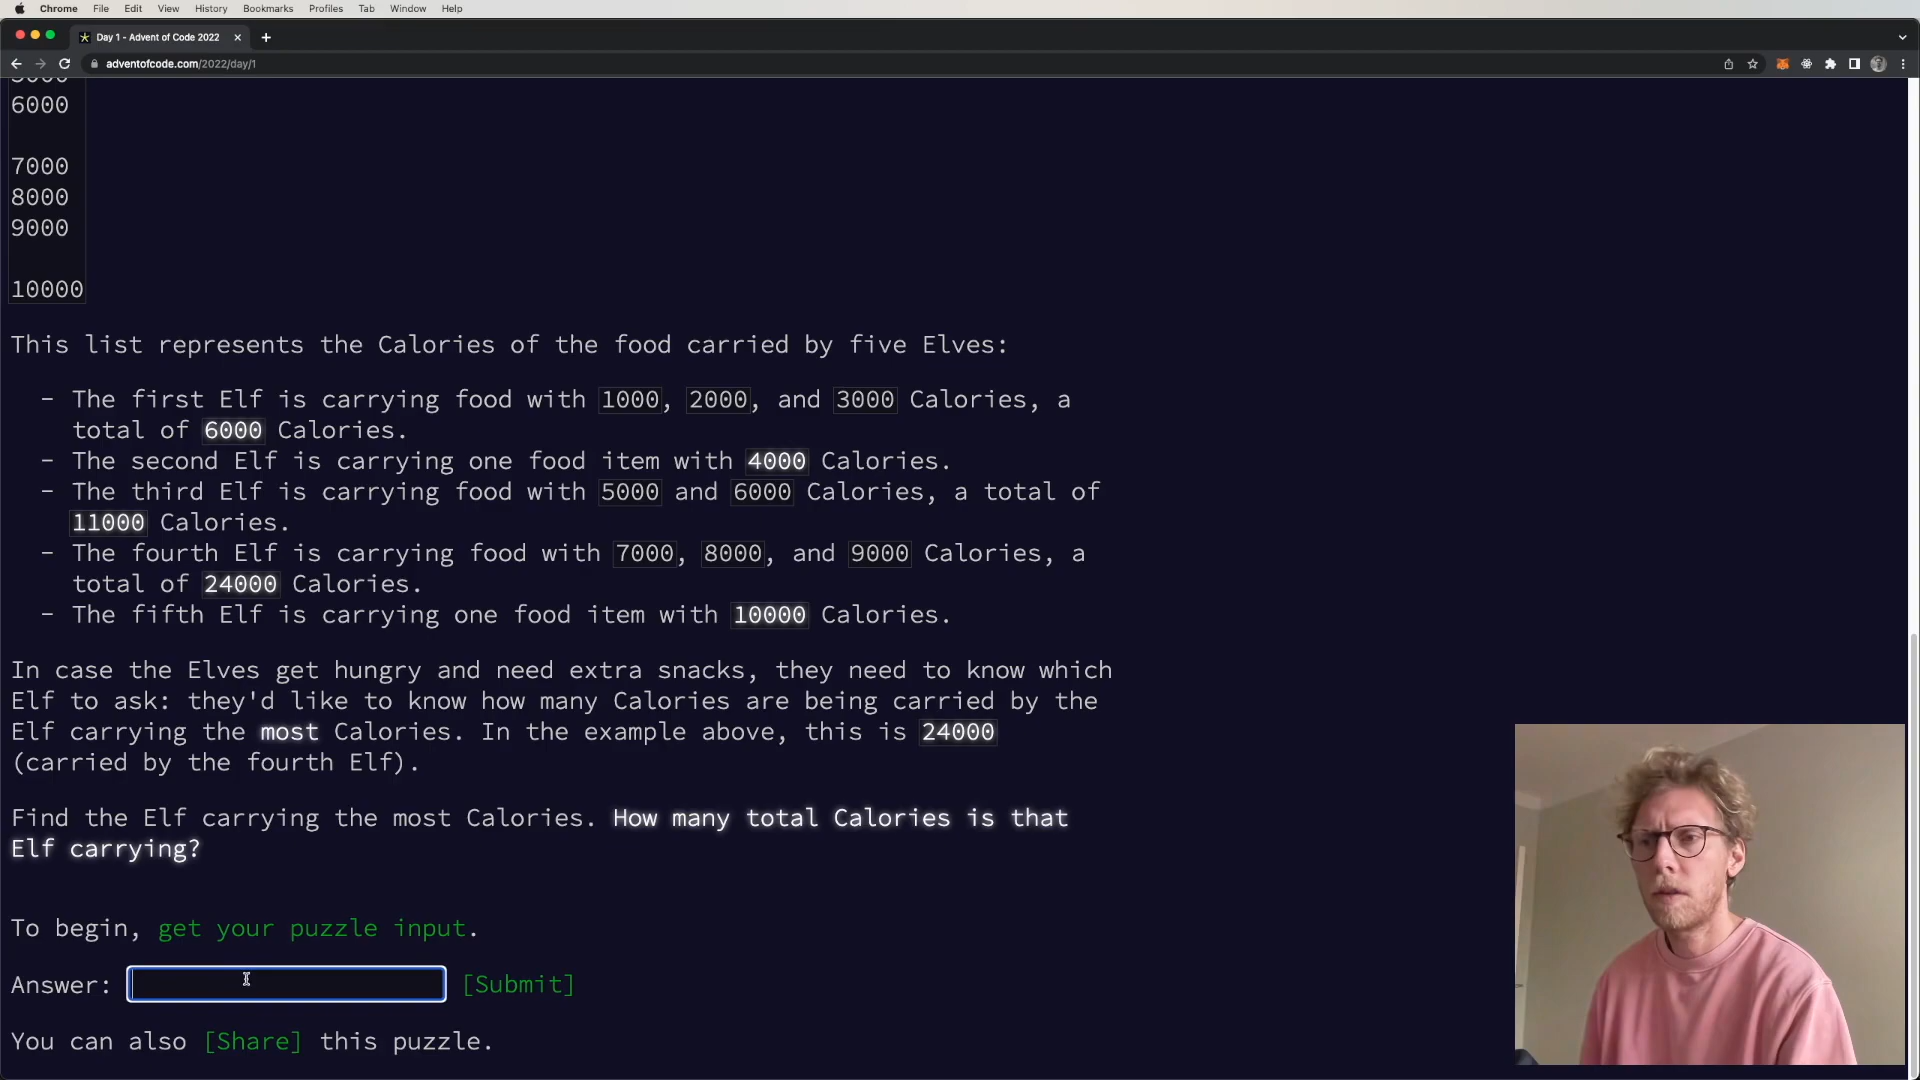 Chrome File Edit View History Bookmarks Profiles Tab Window Help
Day 1 - Advent of Code 2022
adventofcode.com/2022/day/1
6000
7000
8000
9000
10000
This list represents the Calories of the food carried by five Elves:
- The first Elf is carrying food with 1000, 2000, and 3000 Calories, a
total of 6000 Calories.
- The second Elf is carrying one food item with 4000 Calories.
- The third Elf is carrying food with 5000 and 6000 Calories, a total of
11000 Calories.
- The fourth Elf is carrying food with 7000, 8000, and 9000 Calories, a
total of 24000 Calories.
- The fifth Elf is carrying one food item with 10000 Calories.
In case the Elves get hungry and need extra snacks, they need to know which
Elf to ask: they'd like to know how many Calories are being carried by the
Elf carrying the most Calories. In the example above, this is 24000
(carried by the fourth Elf).
Find the Elf carrying the most Calories. How many total Calories is that
Elf carrying?
To begin, get your puzzle input.
Answer: [Submit]
You can also [Share] this puzzle.